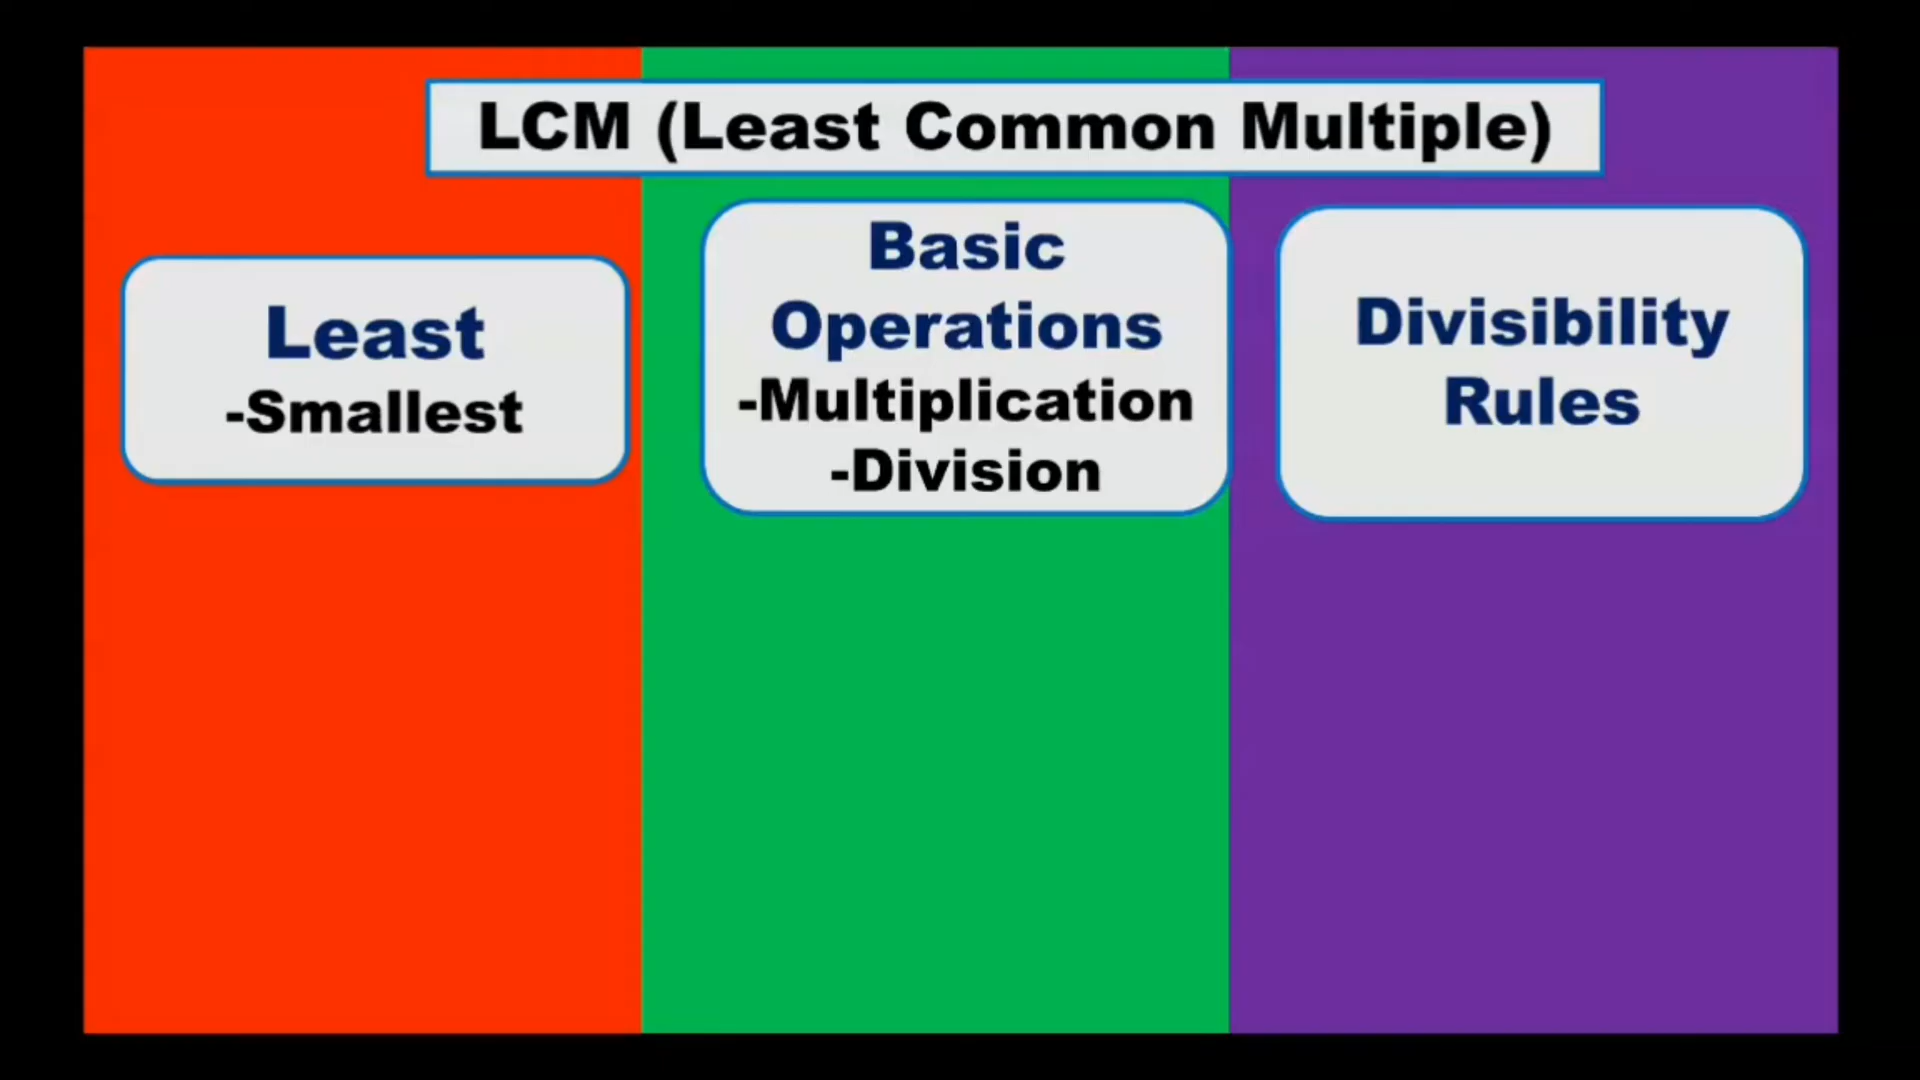 LCM (Least Common Multiple)
Least
-Smallest
Basic
Operations
-Multiplication
-Division
Divisibility
Rules